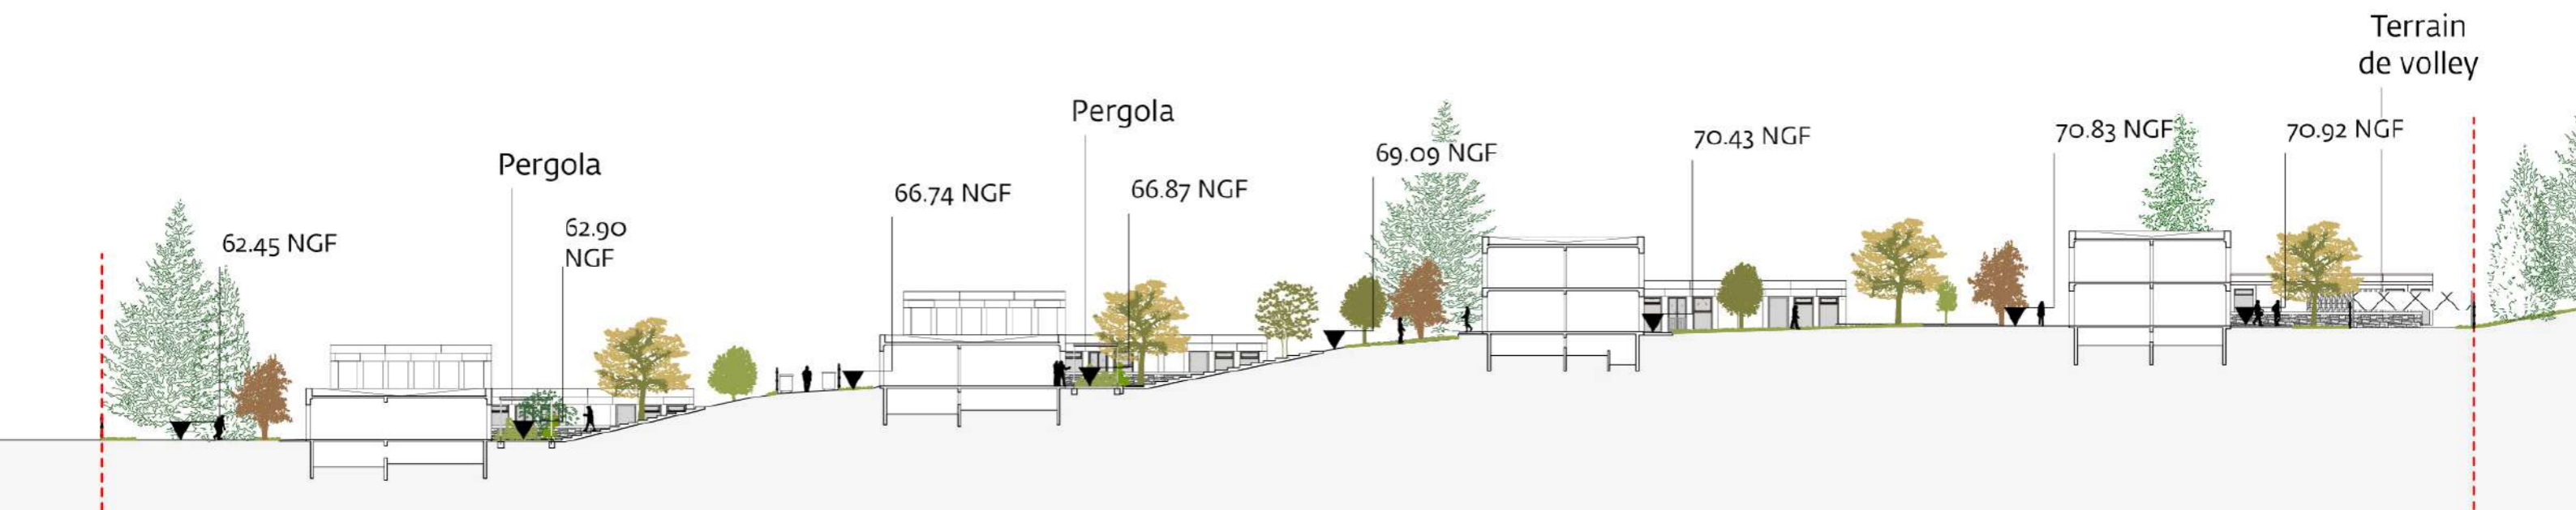 Terrain
de volley
Pergola
70.83 NGF
70.92 NGF
70.43 NGF
69.09 NGF
Pergola
66.74 NGF
66.87 NGF
62.90
NGF
62.45 NGF